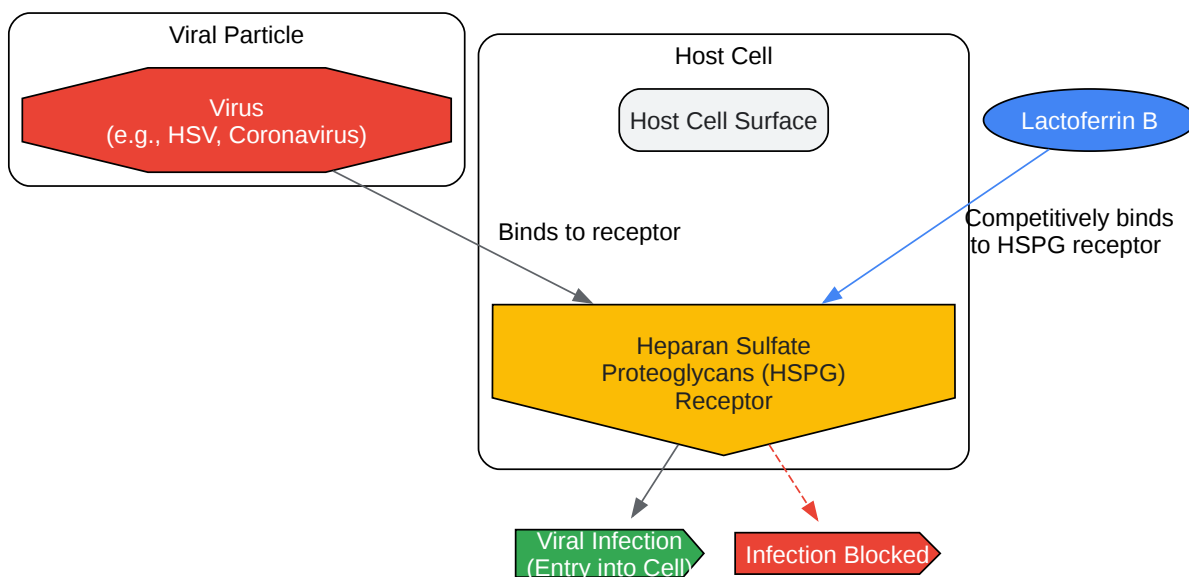 Viral Particle
Virus
(e.g., HSV, Coronavirus)
Host Cell
Host Cell Surface
Lactoferrin B
Binds to receptor
Competitively binds
to HSPG receptor
Heparan Sulfate
Proteoglycans (HSPG)
Receptor
Viral Infection
(Entry into Cell)
Infection Blocked